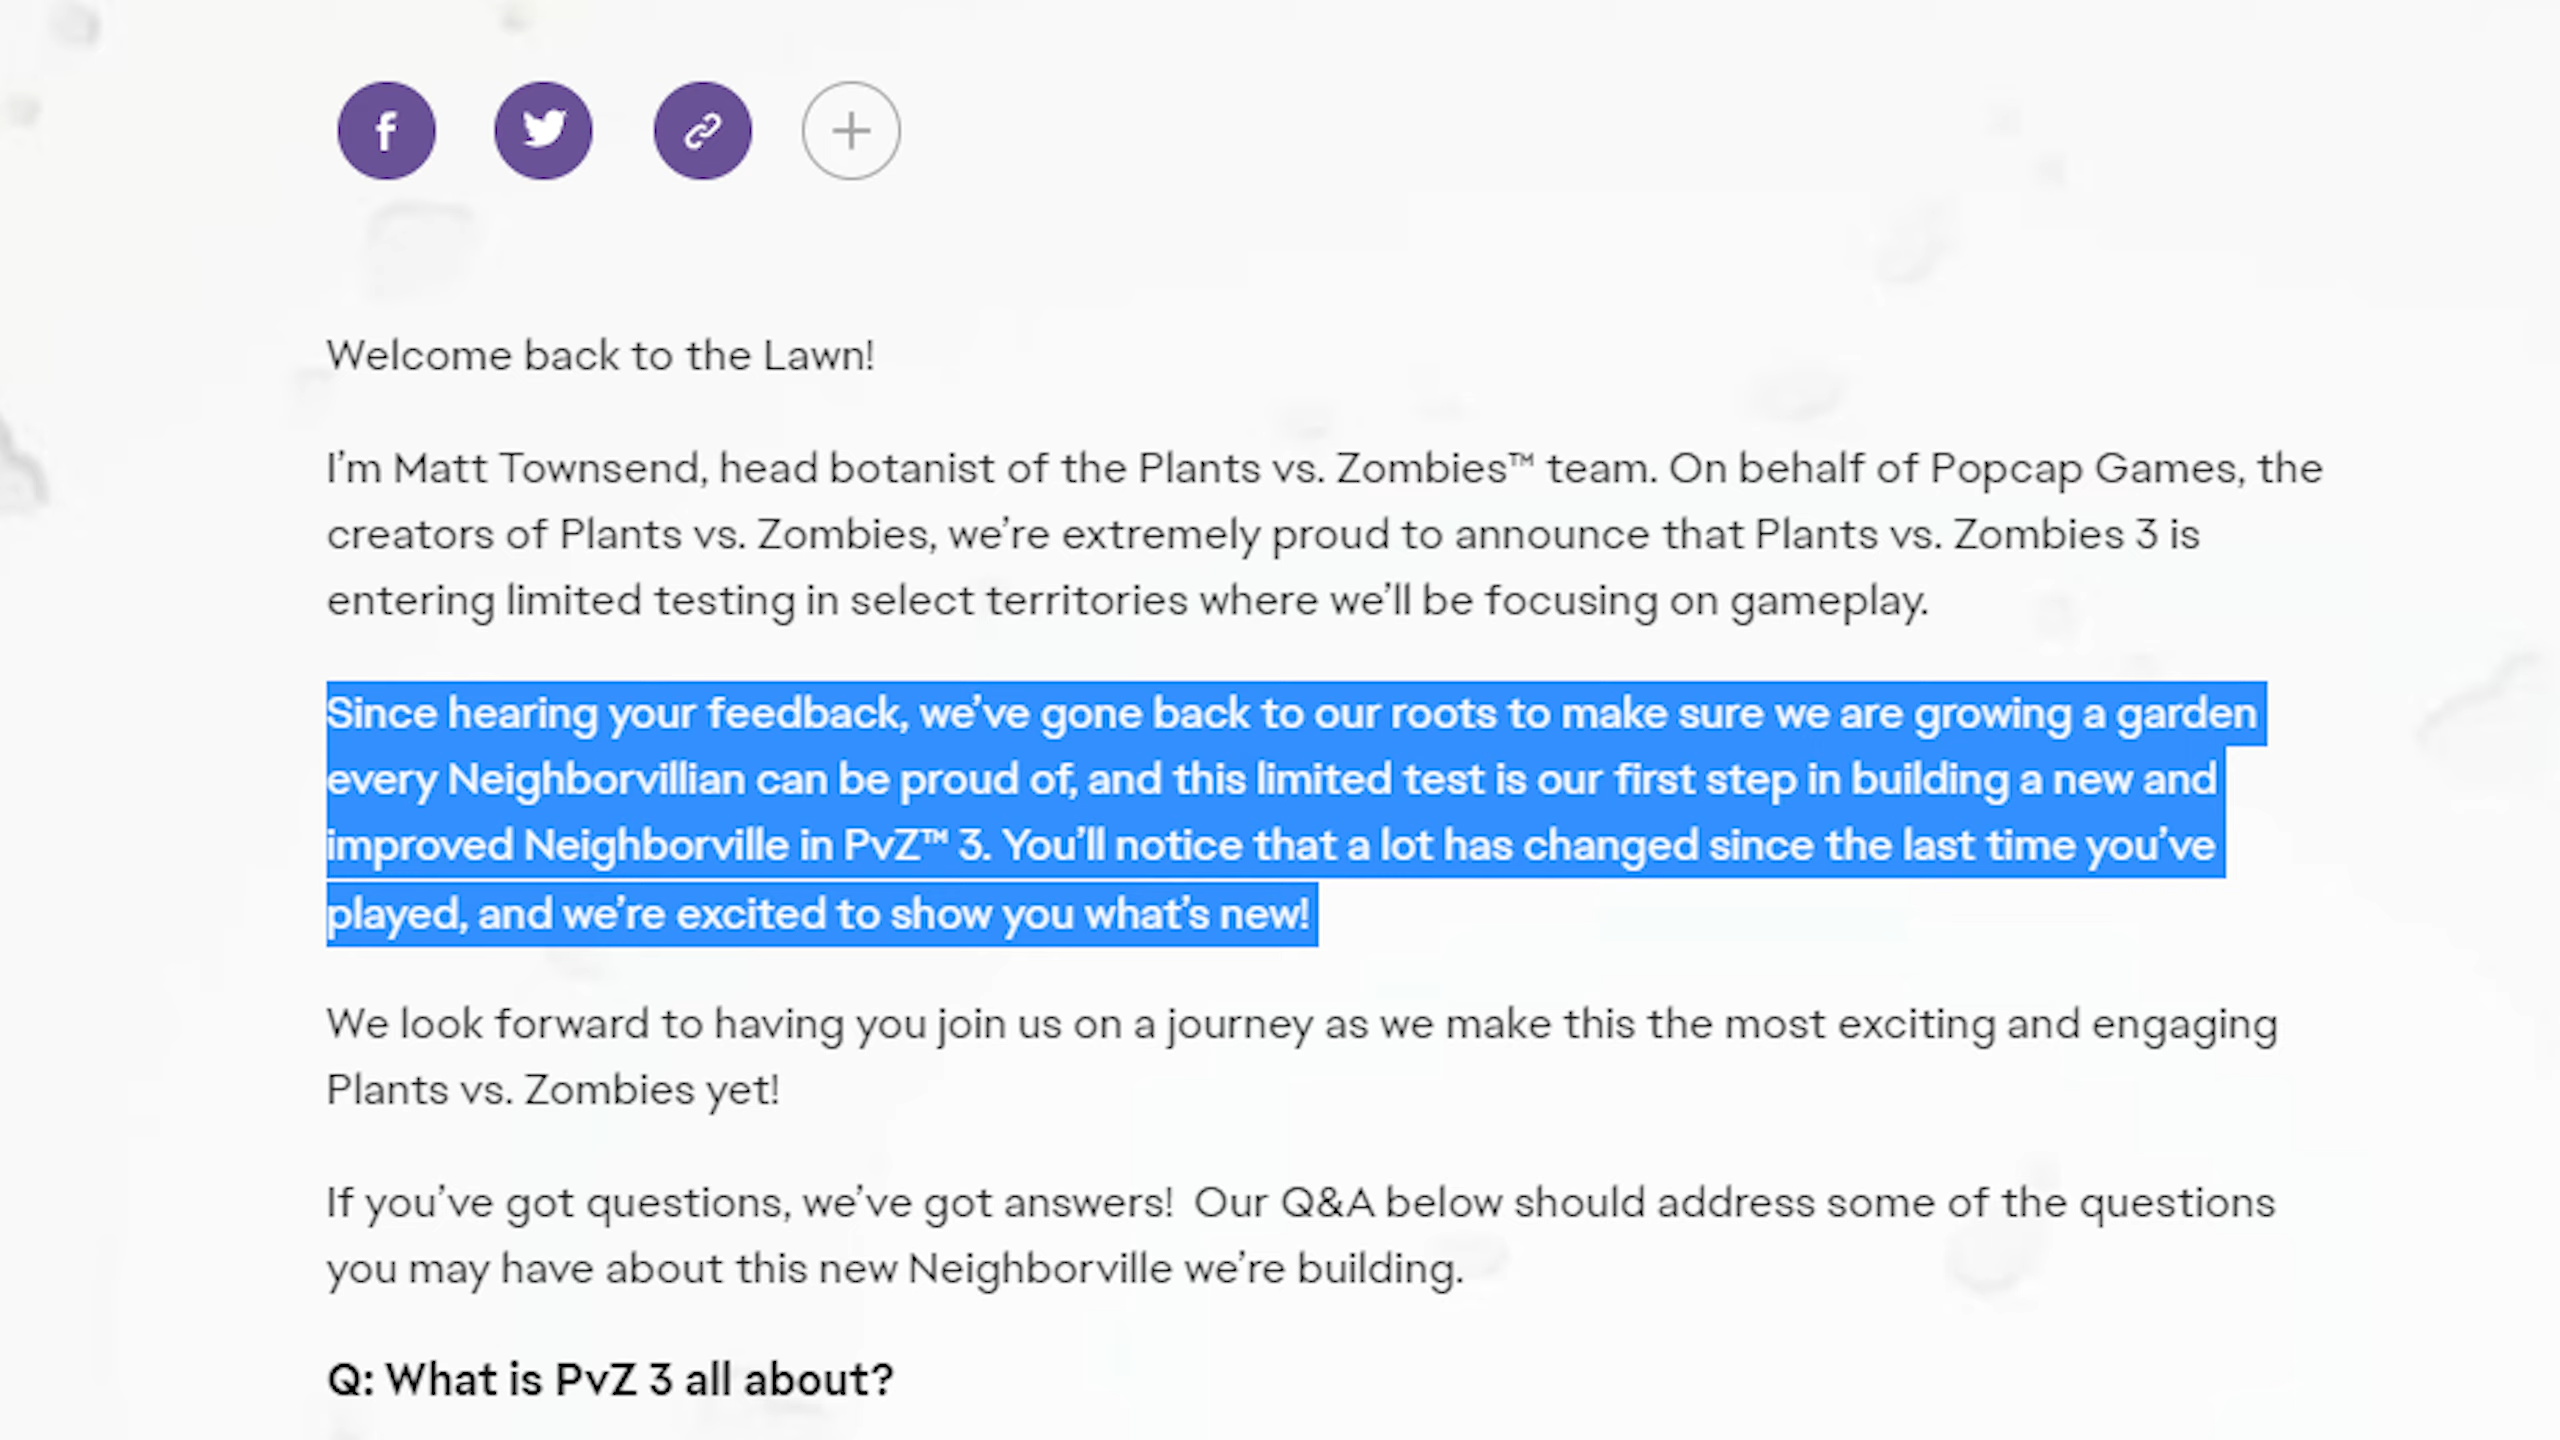 Welcome back to the Lawn!
I’m Matt Townsend, head botanist of the Plants vs. Zombies™ team. On behalf of Popcap Games, the
creators of Plants vs. Zombies, we’re extremely proud to announce that Plants vs. Zombies 3 is
entering limited testing in select territories where we’ll be focusing on gameplay.
Since hearing your feedback, we’ve gone back to our roots to make sure we are growing a garden
every Neighborvillian can be proud of, and this limited test is our first step in building a new and
improved Neighborville in PvZ™ 3. You’ll notice that a lot has changed since the last time you’ve
played, and we’re excited to show you what’s new!
We look forward to having you join us on a journey as we make this the most exciting and engaging
Plants vs. Zombies yet!
If you’ve got questions, we’ve got answers!  Our Q&A below should address some of the questions
you may have about this new Neighborville we’re building.
Q: What is PvZ 3 all about?